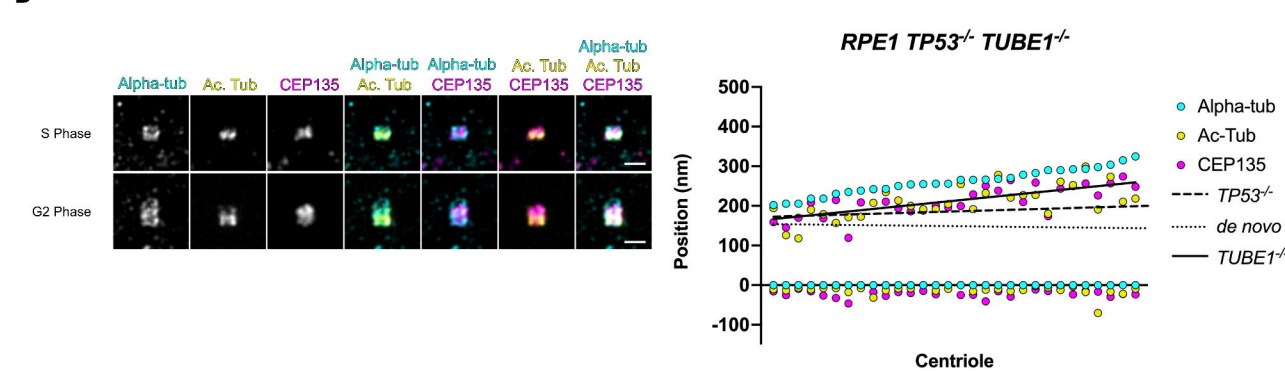 Alpha-tub
Ac. Tub
CEP135
Alpha-tub
Ac. Tub
Alpha-tub
CEP135
Ac. Tub
CEP135
Alpha-tub
Ac. Tub
CEP135
S Phase
G2 Phase
RPE1 TP53-/- TUBE1-/-
500
400
300
200
100
0
-100
Position (nm)
Centriole
Alpha-tub
Ac-Tub
CEP135
TP53-/-
de novo
TUBE1-/